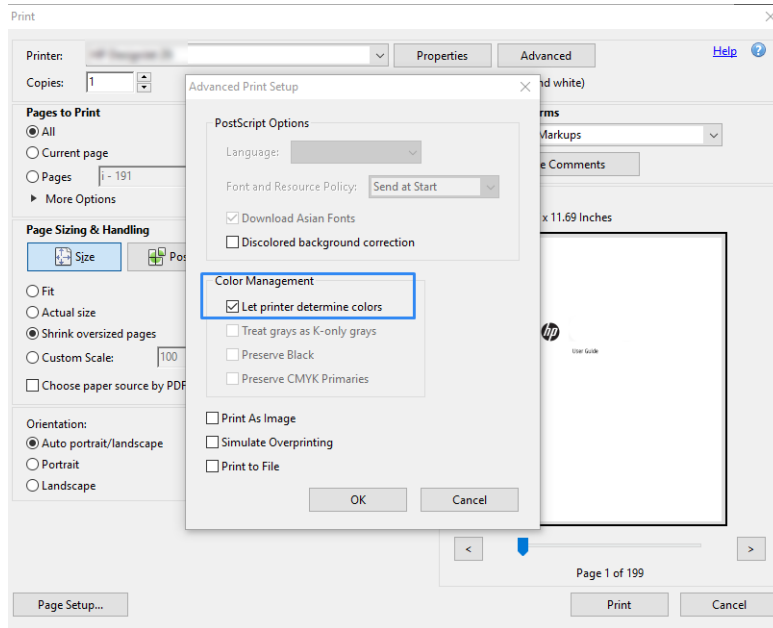 Print
Printer: Properties Advanced Help
Copies: 1 nd white)
Advanced Print Setup
Pages to Print
All
Current page
Pages i - 191
More Options
Page Sizing & Handling
Size Pos
Fit
Actual size
Shrink oversized pages
Custom Scale: 100
Choose paper source by PDF
Orientation:
Auto portrait/landscape
Portrait
Landscape
PostScript Options
Language:
Font and Resource Policy: Send at Start
Download Asian Fonts
Discolored background correction
Color Management
Let printer determine colors
Treat grays as K-only grays
Preserve Black
Preserve CMYK Primaries
Print As Image
Simulate Overprinting
Print to File
OK Cancel
rms
Markups
e Comments
x 11.69 Inches
hp
User Guide
< >
Page 1 of 199
Page Setup... Print Cancel